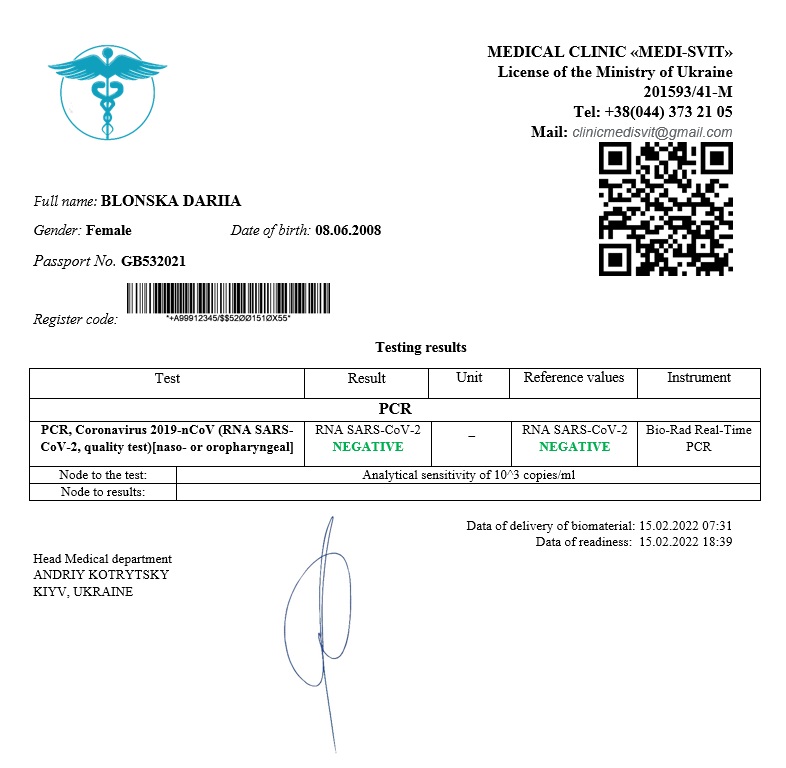 MEDICAL CLINIC «MEDI-SVIT»
License of the Ministry of Ukraine
201593/41-M
Tel: +38(044) 373 21 05
Mail: clinicmedisvit@gmail.com
Full name: BLONSKA DARIIA
Gender: Female Date of birth: 08.06.2008
Passport No. GB532021
Register code: *+A99912345/$$52ØØ151ØX55*
Testing results
Test Result Unit Reference values Instrument
PCR
PCR, Coronavirus 2019-nCoV (RNA SARS- RNA SARS-CoV-2 – RNA SARS-CoV-2 Bio-Rad Real-Time
CoV-2, quality test)[naso- or oropharyngeal] NEGATIVE NEGATIVE PCR
Node to the test: Analytical sensitivity of 10^3 copies/ml
Node to results:
Data of delivery of biomaterial: 15.02.2022 07:31
Data of readiness: 15.02.2022 18:39
Head Medical department
ANDRIY KOTRYTSKY
KIYV, UKRAINE